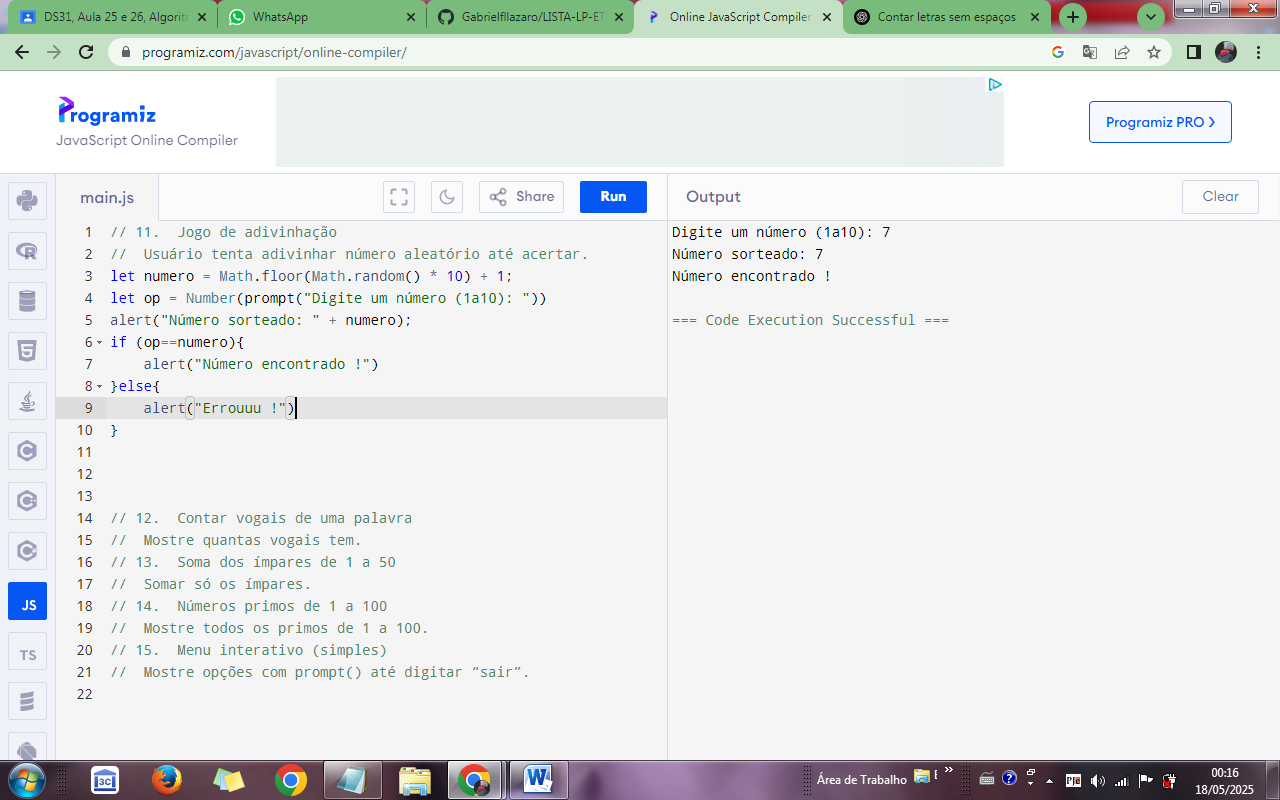 DS31, Aula 25 e 26, Algoritr
WhatsApp
Gabrielfllazaro/LISTA-LP-ET
Online JavaScript Compiler
Contar letras sem espaços
programiz.com/javascript/online-compiler/
Programiz
JavaScript Online Compiler
Programiz PRO
main.js
Share
Run
Output
Clear
1 // 11.  Jogo de adivinhação
2 //  Usuário tenta adivinhar número aleatório até acertar.
3 let numero = Math.floor(Math.random() * 10) + 1;
4 let op = Number(prompt("Digite um número (1a10): "))
5 alert("Número sorteado: " + numero);
6 if (op==numero){
7     alert("Número encontrado !")
8 }else{
9     alert("Errouuu !")
10 }
11
12
13
14 // 12.  Contar vogais de uma palavra
15 //  Mostre quantas vogais tem.
16 // 13.  Soma dos ímpares de 1 a 50
17 //  Somar só os ímpares.
18 // 14.  Números primos de 1 a 100
19 //  Mostre todos os primos de 1 a 100.
20 // 15.  Menu interativo (simples)
21 //  Mostre opções com prompt() até digitar “sair”.
22
Digite um número (1a10): 7
Número sorteado: 7
Número encontrado !
=== Code Execution Successful ===
JS
TS
3C
W
Área de Trabalho
PJe
00:16
18/05/2025